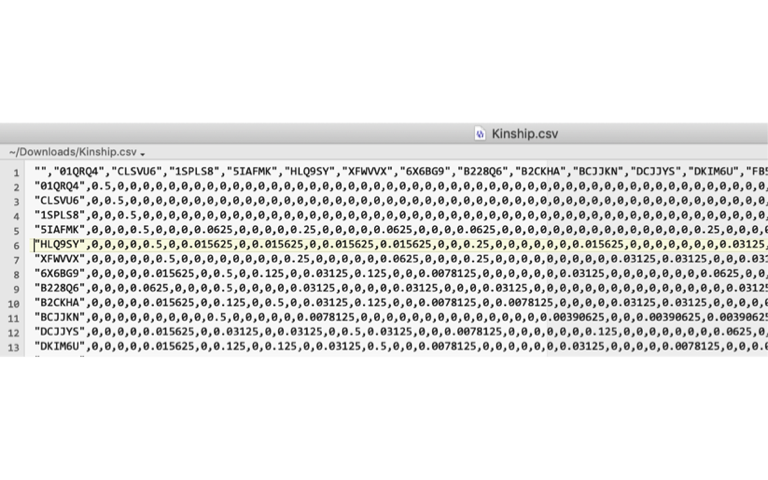 Kinship.csv
~/Downloads/Kinship.csv
1 "","01QRQ4","CLSVU6","1SPLS8","5IAFMK","HLQ9SY","XFWVVX","6X6BG9","B228Q6","B2CKHA","BCJJKN","DCJJYS","DKIM6U","FB5
2 "01QRQ4",0.5,0,0,0,0,0,0,0,0,0,0,0,0,0,0,0,0,0,0,0,0,0,0,0,0,0,0,0,0,0,0,0,0,0,0,0,0,0,0,0,0,0,0,0,0,0,0,0,0,0,0,0,0,0,0,0
3 "CLSVU6",0,0.5,0,0,0,0,0,0,0,0,0,0,0,0,0,0,0,0,0,0,0,0,0,0,0,0,0,0,0,0,0,0,0,0,0,0,0,0,0,0,0,0,0,0,0,0,0,0,0,0,0,0,0,0,0,0
4 "1SPLS8",0,0,0.5,0,0,0,0,0,0,0,0,0,0,0,0,0,0,0,0,0,0,0,0,0,0,0,0,0,0,0,0,0,0,0,0,0,0,0,0,0,0,0,0,0,0,0,0,0,0,0,0,0,0,0,0,0
5 "5IAFMK",0,0,0,0.5,0,0,0,0.0625,0,0,0,0,0.25,0,0,0,0,0.0625,0,0,0,0.0625,0,0,0,0,0,0,0,0,0,0,0,0,0,0,0,0,0.25,0,0,0,
6 "HLQ9SY",0,0,0,0,0.5,0,0.015625,0,0.015625,0,0.015625,0.015625,0,0,0.25,0,0,0,0,0,0,0.015625,0,0,0,0,0,0,0,0.03125,
7 "XFWVVX",0,0,0,0,0,0.5,0,0,0,0,0,0,0,0,0.25,0,0,0,0,0.0625,0,0,0.25,0,0,0,0,0,0,0,0.03125,0.03125,0,0,0.031
8 "6X6BG9",0,0,0,0,0.015625,0,0.5,0,0.125,0,0.03125,0.125,0,0,0.0078125,0,0,0,0,0,0,0.03125,0,0,0,0,0,0,0,0.0625,0,
9 "B228Q6",0,0,0,0.0625,0,0,0,0.5,0,0,0,0,0.03125,0,0,0,0,0.03125,0,0,0,0.03125,0,0,0,0,0,0,0,0,0,0,0,0,0,0,0.03125
10 "B2CKHA",0,0,0,0,0.015625,0,0.125,0,0.5,0,0.03125,0.125,0,0,0.0078125,0,0,0.0078125,0,0,0,0,0.03125,0.03125,0,0,0,0,
11 "BCJJKN",0,0,0,0,0,0,0,0,0,0.5,0,0,0,0,0.0078125,0,0,0,0,0,0,0,0,0,0,0,0,0.00390625,0,0,0.00390625,0.00390625
12 "DCJJYS",0,0,0,0,0.015625,0,0.03125,0,0.03125,0,0.5,0.03125,0,0,0.0078125,0,0,0,0,0,0,0.125,0,0,0,0,0,0,0,0.0625,0,
13 "DKIM6U",0,0,0,0,0.015625,0,0.125,0,0.125,0,0.03125,0.5,0,0,0.0078125,0,0,0,0,0,0,0.03125,0,0,0,0,0.0078125,0,0,0.0